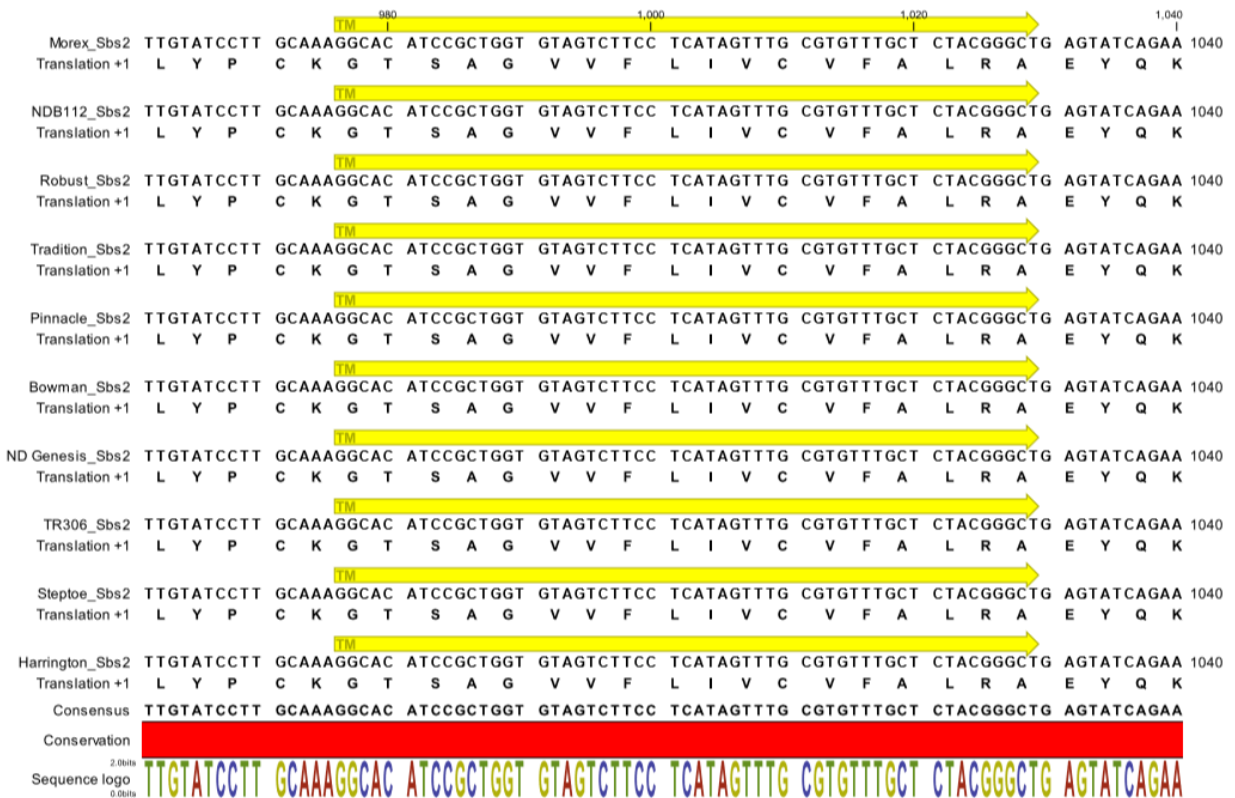 980 1,000 1,020 1,040
TM
Morex_Sbs2 TTGTATCCTT GCAAAGGCAC ATCCGCTGGT GTAGTCTTCC TCATAGTTTG CGTGTTTGCT CTACGGGCTG AGTATCAGAA 1040
Translation +1 L Y P C K G T S A G V V F L I V C V F A L R A E Y Q K
TM
NDB112_Sbs2 TTGTATCCTT GCAAAGGCAC ATCCGCTGGT GTAGTCTTCC TCATAGTTTG CGTGTTTGCT CTACGGGCTG AGTATCAGAA 1040
Translation +1 L Y P C K G T S A G V V F L I V C V F A L R A E Y Q K
TM
Robust_Sbs2 TTGTATCCTT GCAAAGGCAC ATCCGCTGGT GTAGTCTTCC TCATAGTTTG CGTGTTTGCT CTACGGGCTG AGTATCAGAA 1040
Translation +1 L Y P C K G T S A G V V F L I V C V F A L R A E Y Q K
TM
Tradition_Sbs2 TTGTATCCTT GCAAAGGCAC ATCCGCTGGT GTAGTCTTCC TCATAGTTTG CGTGTTTGCT CTACGGGCTG AGTATCAGAA 1040
Translation +1 L Y P C K G T S A G V V F L I V C V F A L R A E Y Q K
TM
Pinnacle_Sbs2 TTGTATCCTT GCAAAGGCAC ATCCGCTGGT GTAGTCTTCC TCATAGTTTG CGTGTTTGCT CTACGGGCTG AGTATCAGAA 1040
Translation +1 L Y P C K G T S A G V V F L I V C V F A L R A E Y Q K
TM
Bowman_Sbs2 TTGTATCCTT GCAAAGGCAC ATCCGCTGGT GTAGTCTTCC TCATAGTTTG CGTGTTTGCT CTACGGGCTG AGTATCAGAA 1040
Translation +1 L Y P C K G T S A G V V F L I V C V F A L R A E Y Q K
TM
ND Genesis_Sbs2 TTGTATCCTT GCAAAGGCAC ATCCGCTGGT GTAGTCTTCC TCATAGTTTG CGTGTTTGCT CTACGGGCTG AGTATCAGAA 1040
Translation +1 L Y P C K G T S A G V V F L I V C V F A L R A E Y Q K
TM
TR306_Sbs2 TTGTATCCTT GCAAAGGCAC ATCCGCTGGT GTAGTCTTCC TCATAGTTTG CGTGTTTGCT CTACGGGCTG AGTATCAGAA 1040
Translation +1 L Y P C K G T S A G V V F L I V C V F A L R A E Y Q K
TM
Steptoe_Sbs2 TTGTATCCTT GCAAAGGCAC ATCCGCTGGT GTAGTCTTCC TCATAGTTTG CGTGTTTGCT CTACGGGCTG AGTATCAGAA 1040
Translation +1 L Y P C K G T S A G V V F L I V C V F A L R A E Y Q K
TM
Harrington_Sbs2 TTGTATCCTT GCAAAGGCAC ATCCGCTGGT GTAGTCTTCC TCATAGTTTG CGTGTTTGCT CTACGGGCTG AGTATCAGAA 1040
Translation +1 L Y P C K G T S A G V V F L I V C V F A L R A E Y Q K
Consensus TTGTATCCTT GCAAAGGCAC ATCCGCTGGT GTAGTCTTCC TCATAGTTTG CGTGTTTGCT CTACGGGCTG AGTATCAGAA
Conservation
2.0bits
Sequence logo TTGTATCCTT GCAAAGGCAC ATCCGCTGGT GTAGTCTTCC TCATAGTTTG CGTGTTTGCT CTACGGGCTG AGTATCAGAA
0.0bits